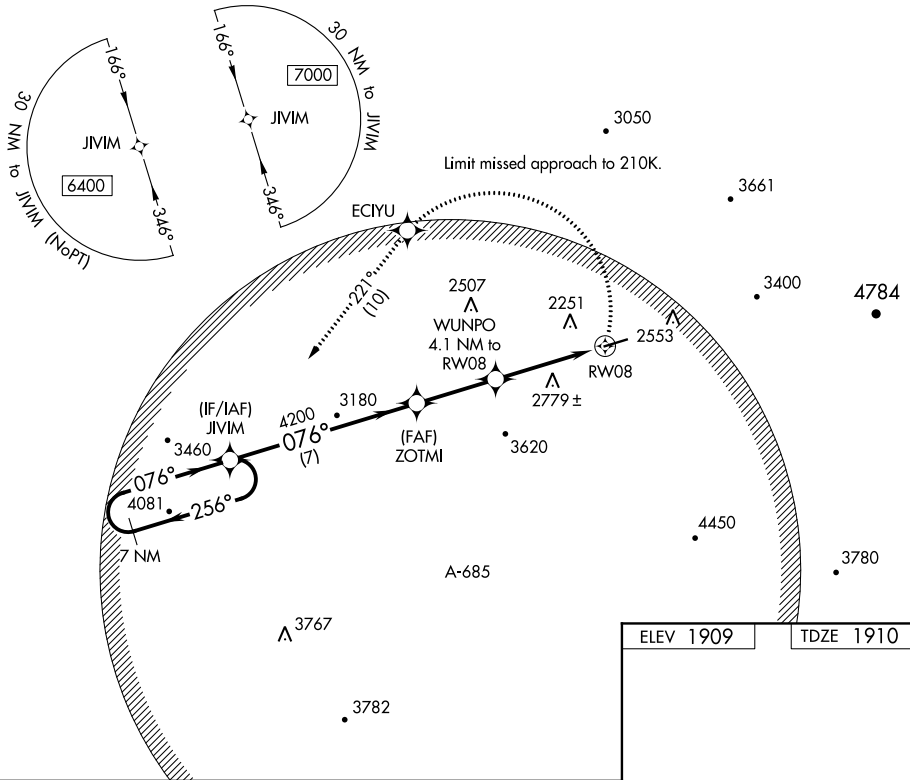 166°
JIVIM
6400
346°
30 NM to JIVIM (NoPT)
166°
7000
JIVIM
346°
30 NM to JIVIM
3050
Limit missed approach to 210K.
3661
ECIYU
3400
4784
221°
(10)
2507
2251
2553
WUNPO
4.1 NM to
RW08
RW08
2779 ±
(IF/IAF)
JIVIM
3180
4200
076°
(7)
3460
(FAF)
ZOTMI
3620
076°
4081
256°
7 NM
4450
3780
A-685
3767
3782
ELEV 1909
TDZE 1910